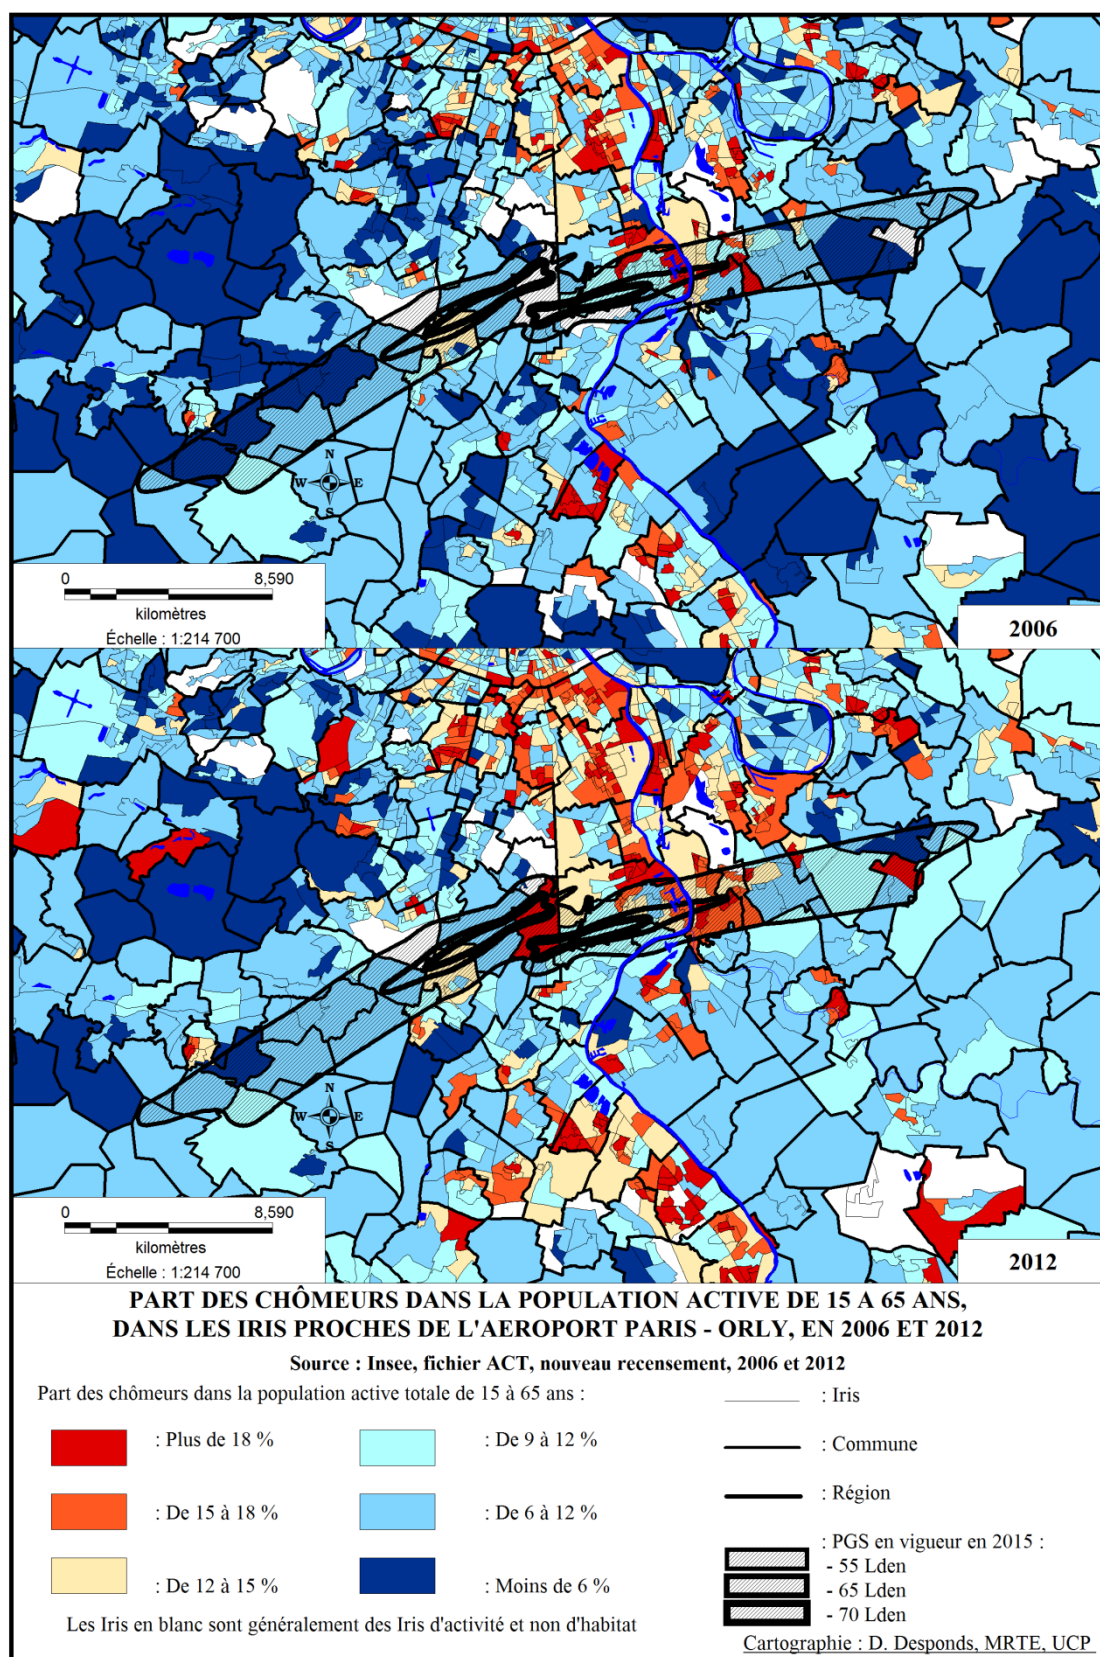 N
W E
S
0 8,590
kilomètres
Échelle : 1:214 700
2006
N
W E
S
0 8,590
kilomètres
Échelle : 1:214 700
2012
PART DES CHÔMEURS DANS LA POPULATION ACTIVE DE 15 A 65 ANS,
DANS LES IRIS PROCHES DE L'AEROPORT PARIS - ORLY, EN 2006 ET 2012
Source : Insee, fichier ACT, nouveau recensement, 2006 et 2012
Part des chômeurs dans la population active totale de 15 à 65 ans :
: Plus de 18 %
: De 15 à 18 %
: De 12 à 15 %
: De 9 à 12 %
: De 6 à 12 %
: Moins de 6 %
: Iris
: Commune
: Région
: PGS en vigueur en 2015 :
- 55 Lden
- 65 Lden
- 70 Lden
Les Iris en blanc sont généralement des Iris d'activité et non d'habitat
Cartographie : D. Desponds, MRTE, UCP